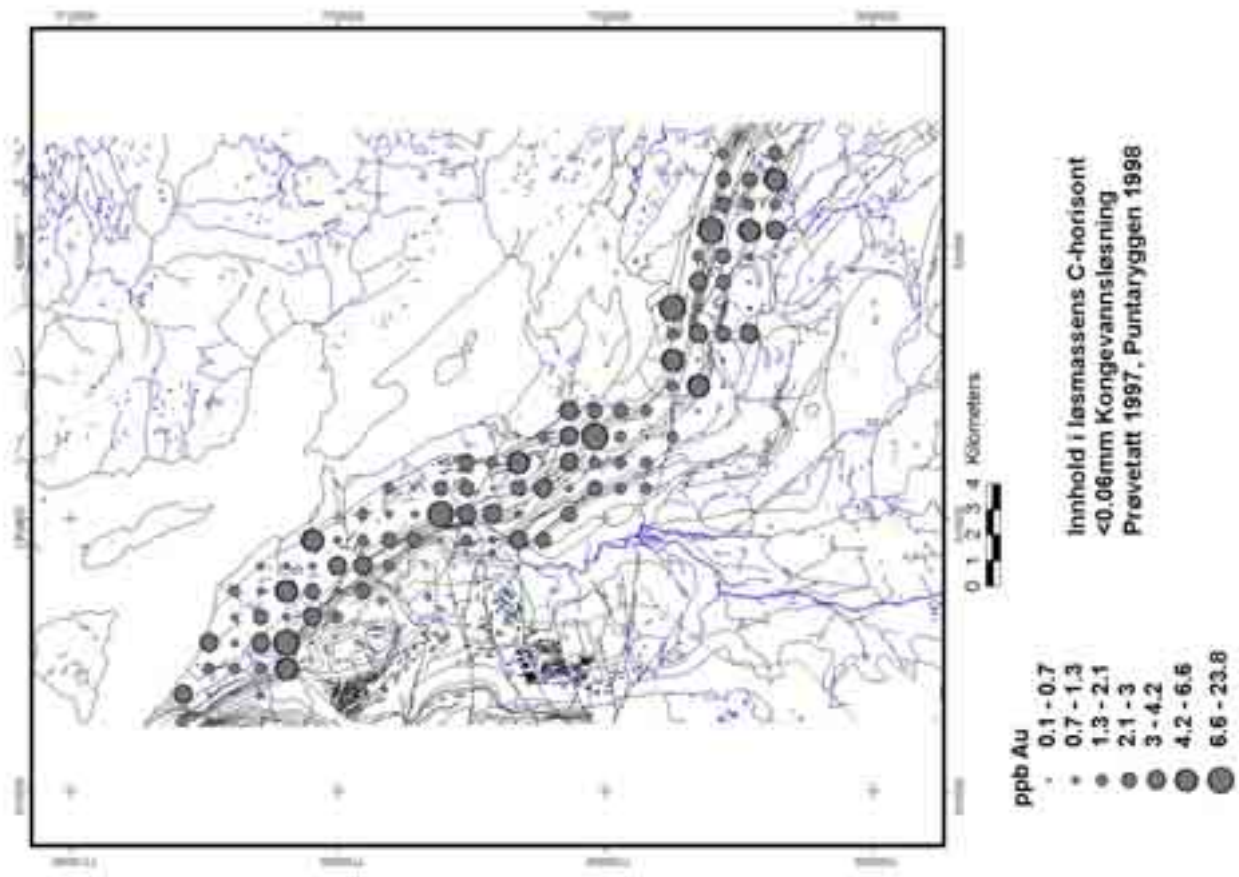 ppb Au
0.1 - 0.7
0.7 - 1.3
1.3 - 2.1
2.1 - 3
3 - 4.2
4.2 - 6.6
6.6 - 23.8
0 1 2 3 4 Kilometers
Innhold i løsmassens C-horisont
<0.06mm Kongevannsløsning
Prøvetatt 1997, Puntaryggen 1998